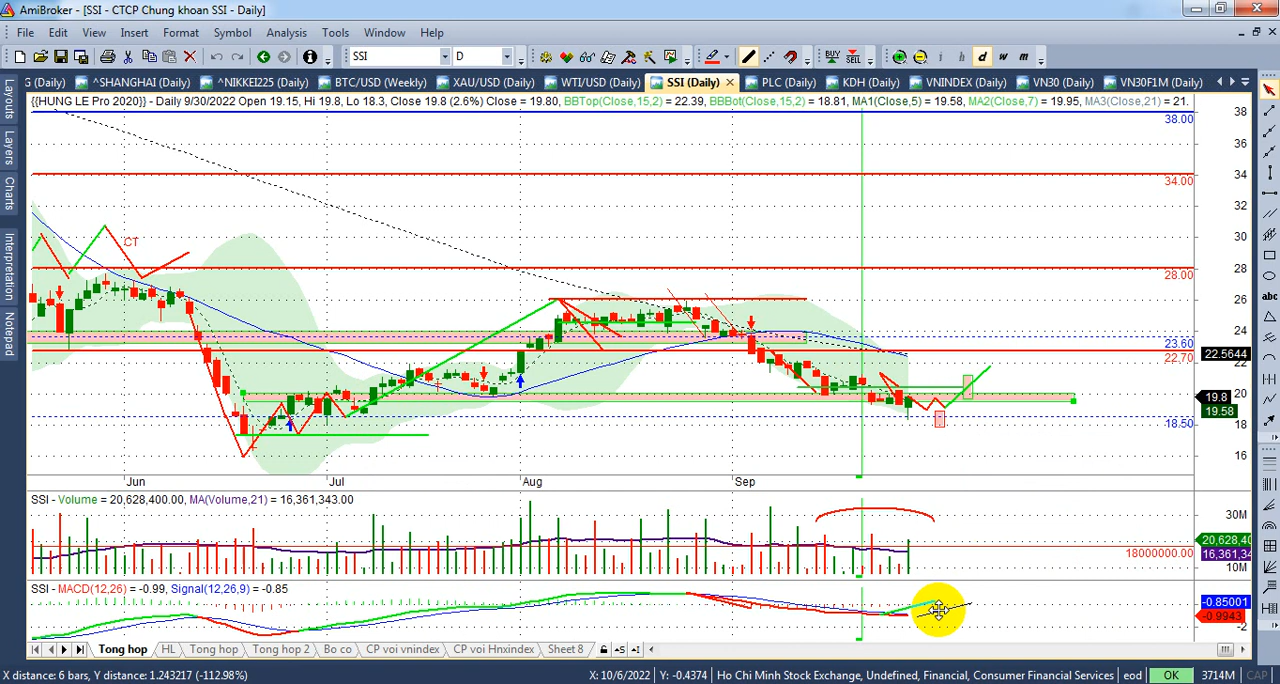 AmiBroker - [SSI - CTCP Chung khoan SSI - Daily]
File Edit View Insert Format Symbol Analysis Tools Window Help
SSI D BUY SELL i h d w m
G (Daily) ^SHANGHAI (Daily) ^NIKKEI225 (Daily) BTC/USD (Weekly) XAU/USD (Daily) WTI/USD (Daily) SSI (Daily) PLC (Daily) KDH (Daily) VNINDEX (Daily) VN30 (Daily) VN30F1M (Daily)
Layouts
Layers
Charts
Interpretation
Notepad
{{HUNG LE Pro 2020}} - Daily 9/30/2022 Open 19.15, Hi 19.8, Lo 18.3, Close 19.8 (2.6%) Close = 19.80, BBTop(Close,15,2) = 22.39, BBBot(Close,15,2) = 18.81, MA1(Close,5) = 19.58, MA2(Close,7) = 19.95, MA3(Close,21) = 21.
38
38.00
36
34
34.00
32
30
CT
28
28.00
26
24
23.60
22.70
22
22.5644
20
19.8
19.58
18.50
18
16
Jun Jul Aug Sep
SSI - Volume = 20,628,400.00, MA(Volume,21) = 16,361,343.00
30M
20,628,40
18000000.00
16,361,34
10M
SSI - MACD(12,26) = -0.99, Signal(12,26,9) = -0.85
-0.85001
-0.9943
-2
Tong hop HL Tong hop Tong hop 2 Bo co CP voi vnindex CP voi Hnxindex Sheet 8
X distance: 6 bars, Y distance: 1.243217 (-112.98%) X: 10/6/2022 Y: -0.4374 Ho Chi Minh Stock Exchange, Undefined, Financial, Consumer Financial Services eod OK 3714M CAP
abc